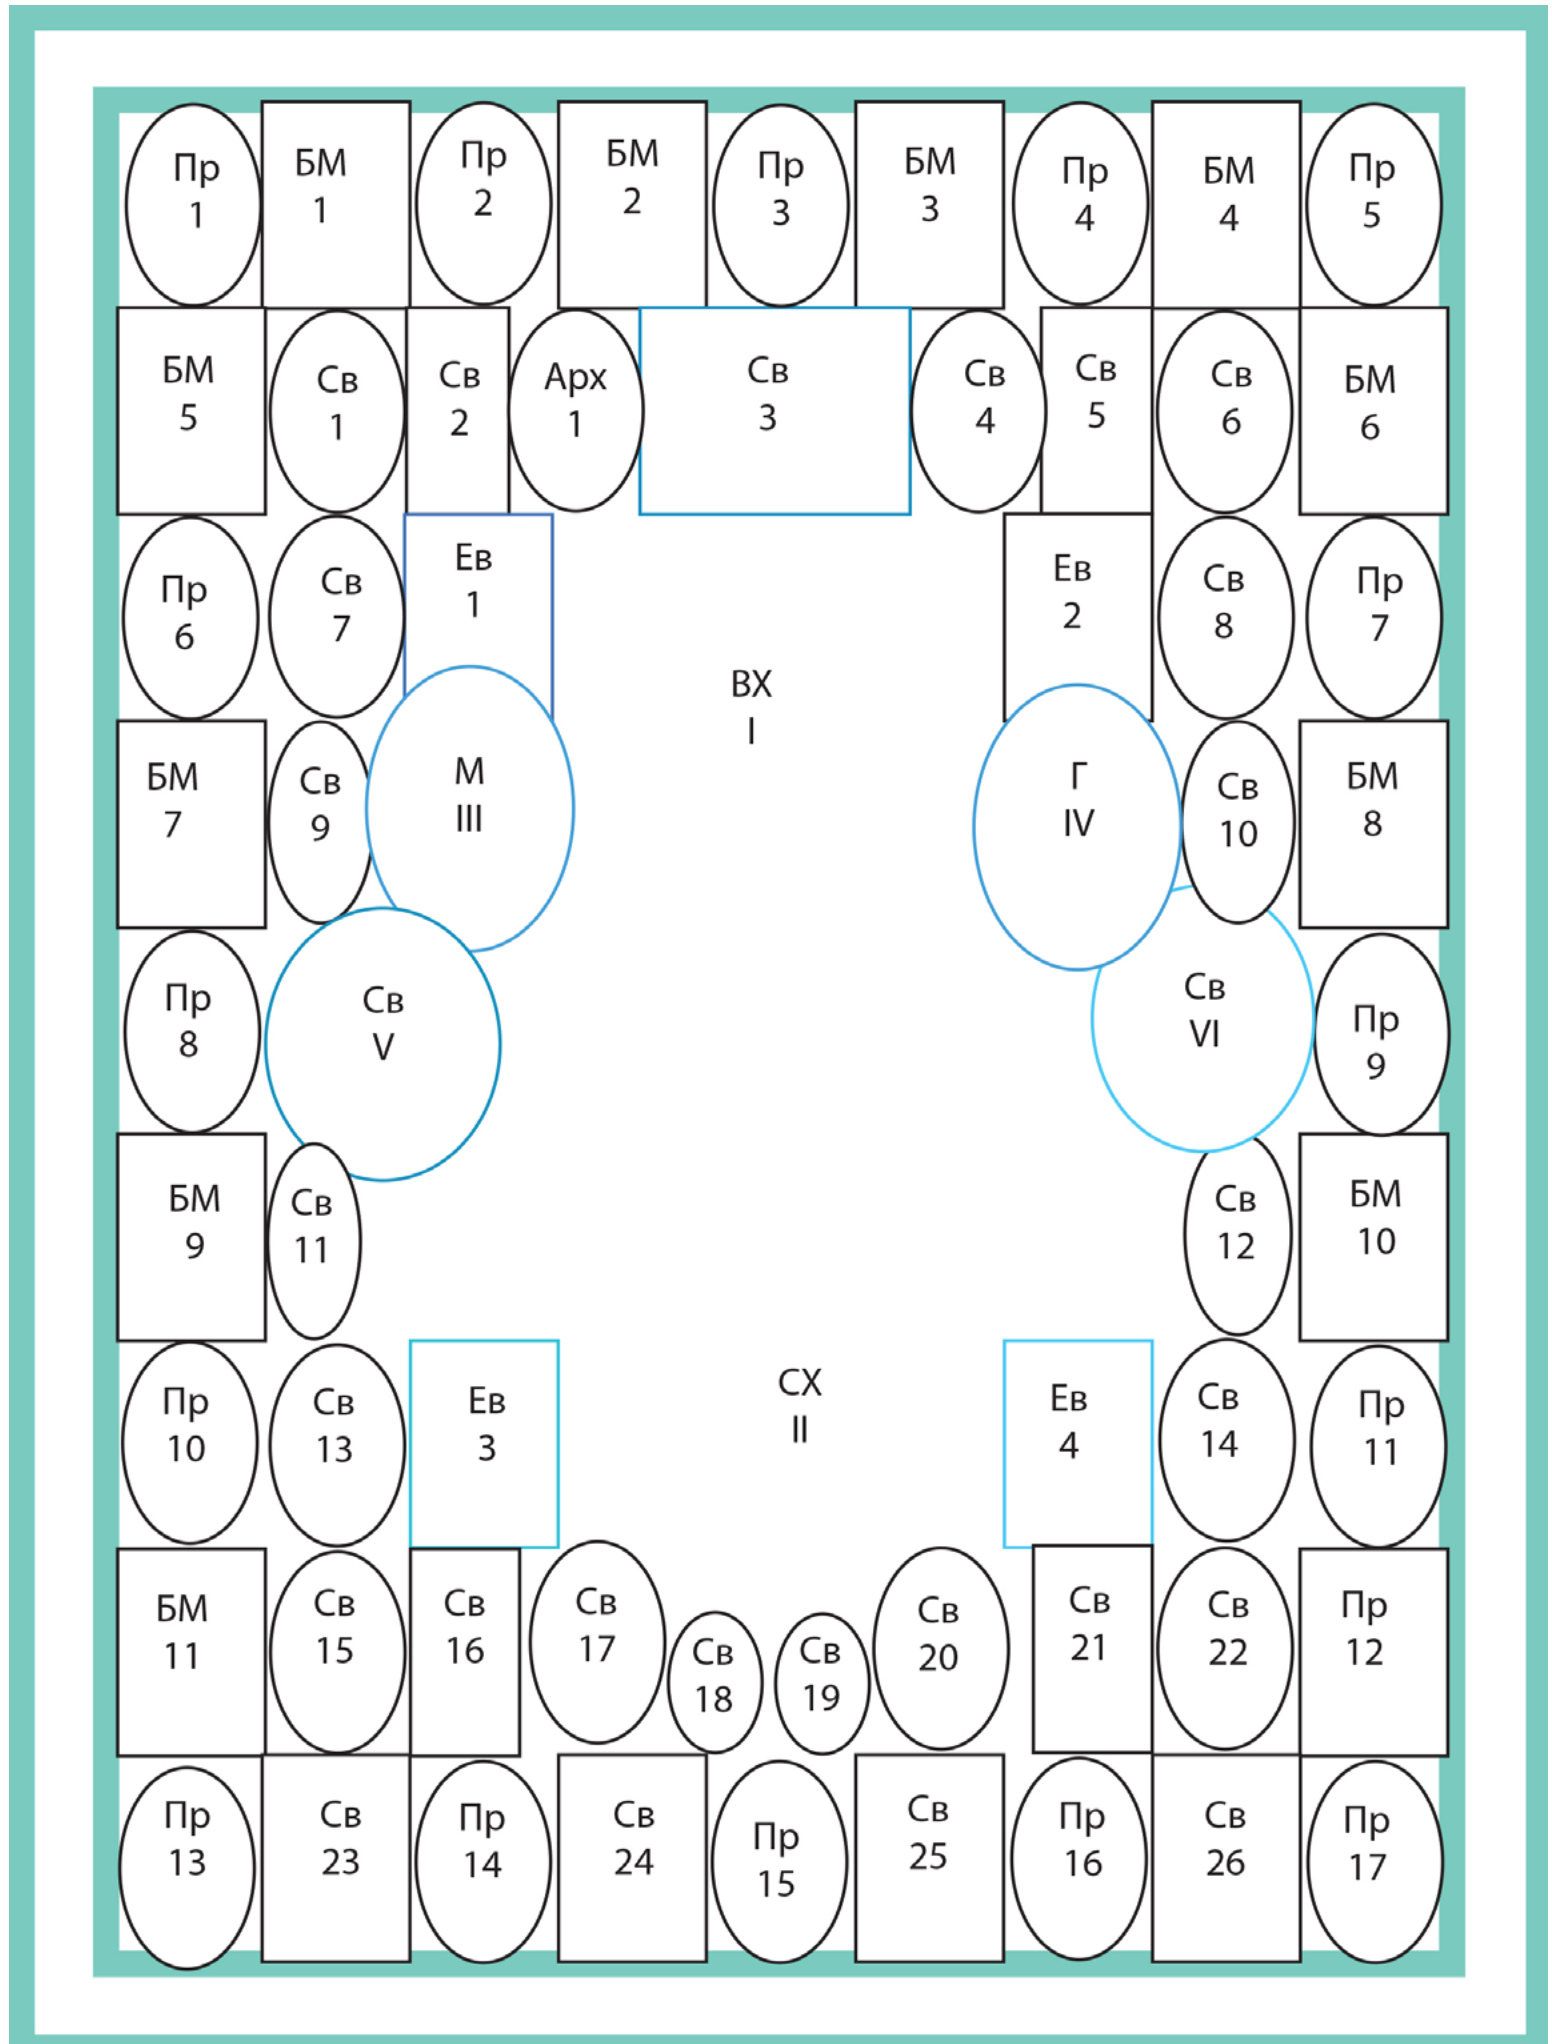 Пр
1
БМ
1
Пр
2
БМ
2
Пр
3
БМ
3
Пр
4
БМ
4
Пр
5
БМ
5
Св
1
Св
2
Арх
1
Св
3
Св
4
Св
5
Св
6
БМ
6
Пр
6
Св
7
Ев
1
ВХ
I
Ев
2
Св
8
Пр
7
БМ
7
Св
9
М
III
Г
IV
Св
10
БМ
8
Пр
8
Св
V
Св
VI
Пр
9
БМ
9
Св
11
Св
12
БМ
10
Пр
10
Св
13
Ев
3
СХ
II
Ев
4
Св
14
Пр
11
БМ
11
Св
15
Св
16
Св
17
Св
18
Св
19
Св
20
Св
21
Св
22
Пр
12
Пр
13
Св
23
Пр
14
Св
24
Пр
15
Св
25
Пр
16
Св
26
Пр
17